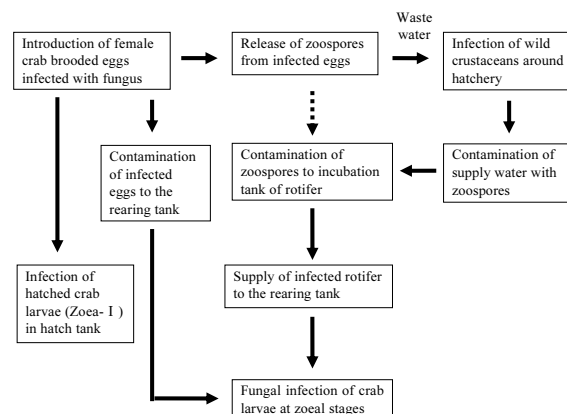 Waste
water
Introduction of female
crab brooded eggs
infected with fungus
Release of zoospores
from infected eggs
Infection of wild
crustaceans around
hatchery
Contamination
of infected
eggs to the
rearing tank
Contamination of
zoospores to incubation
tank of rotifer
Contamination of
supply water with
zoospores
Infection of
hatched crab
larvae (Zoea-Ⅰ)
in hatch tank
Supply of infected rotifer
to the rearing tank
Fungal infection of crab
larvae at zoeal stages